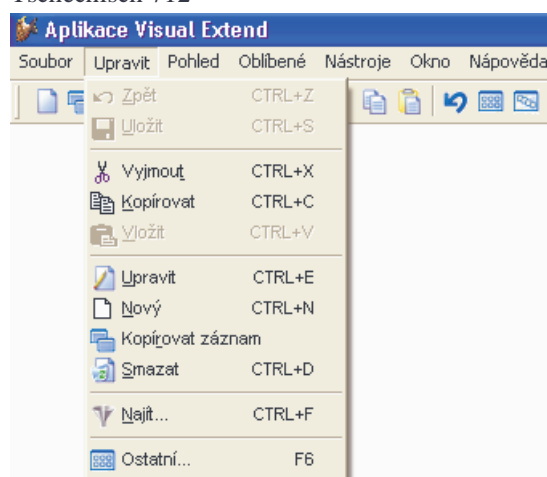 Aplikace Visual Extend
Soubor Upravit Pohled Oblíbené Nástroje Okno Nápověda
Zpět CTRL+Z
Uložit CTRL+S
Vyjmout CTRL+X
Kopírovat CTRL+C
Vložit CTRL+V
Upravit CTRL+E
Nový CTRL+N
Kopírovat záznam
Smazat CTRL+D
Najít... CTRL+F
Ostatní... F6